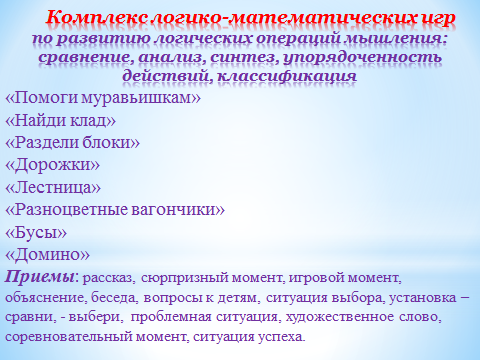 Комплекс логико-математических игр
по развитию логических операций мышления:
сравнение, анализ, синтез, упорядоченность
действий, классификация
«Помоги муравьишкам»
«Найди клад»
«Раздели блоки»
«Дорожки»
«Лестница»
«Разноцветные вагончики»
«Бусы»
«Домино»
Приемы: рассказ, сюрпризный момент, игровой момент,
объяснение, беседа, вопросы к детям, ситуация выбора, установка –
сравни, - выбери, проблемная ситуация, художественное слово,
соревновательный момент, ситуация успеха.